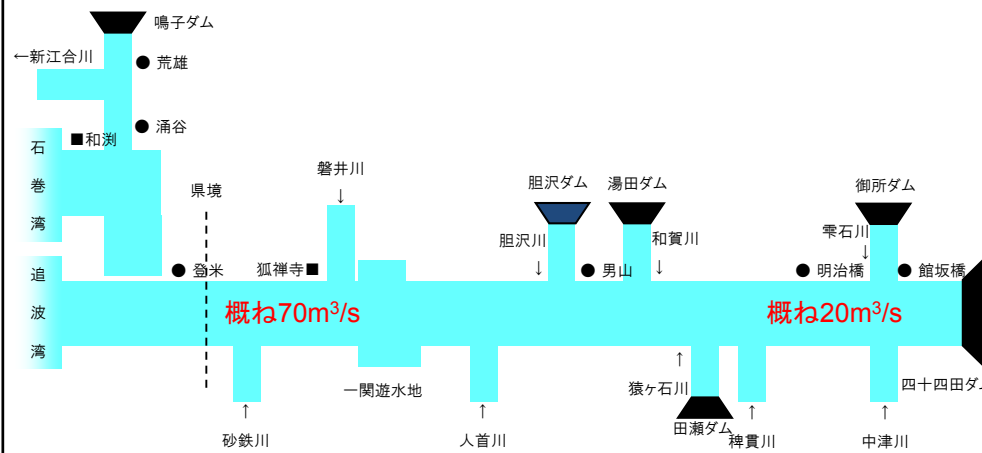 鳴子ダム
←新江合川
● 荒雄
● 涌谷
■和渕
石巻湾
県境
磐井川
↓
胆沢ダム
湯田ダム
御所ダム
胆沢川
↓
和賀川
↓
雫石川
↓
追波湾
● 登米
狐禅寺■
● 男山
● 明治橋
● 館坂橋
概ね70m³/s
概ね20m³/s
↑
砂鉄川
一関遊水地
↑
人首川
↑
猿ヶ石川
田瀬ダム
↑
稗貫川
↑
中津川
四十四田ダ